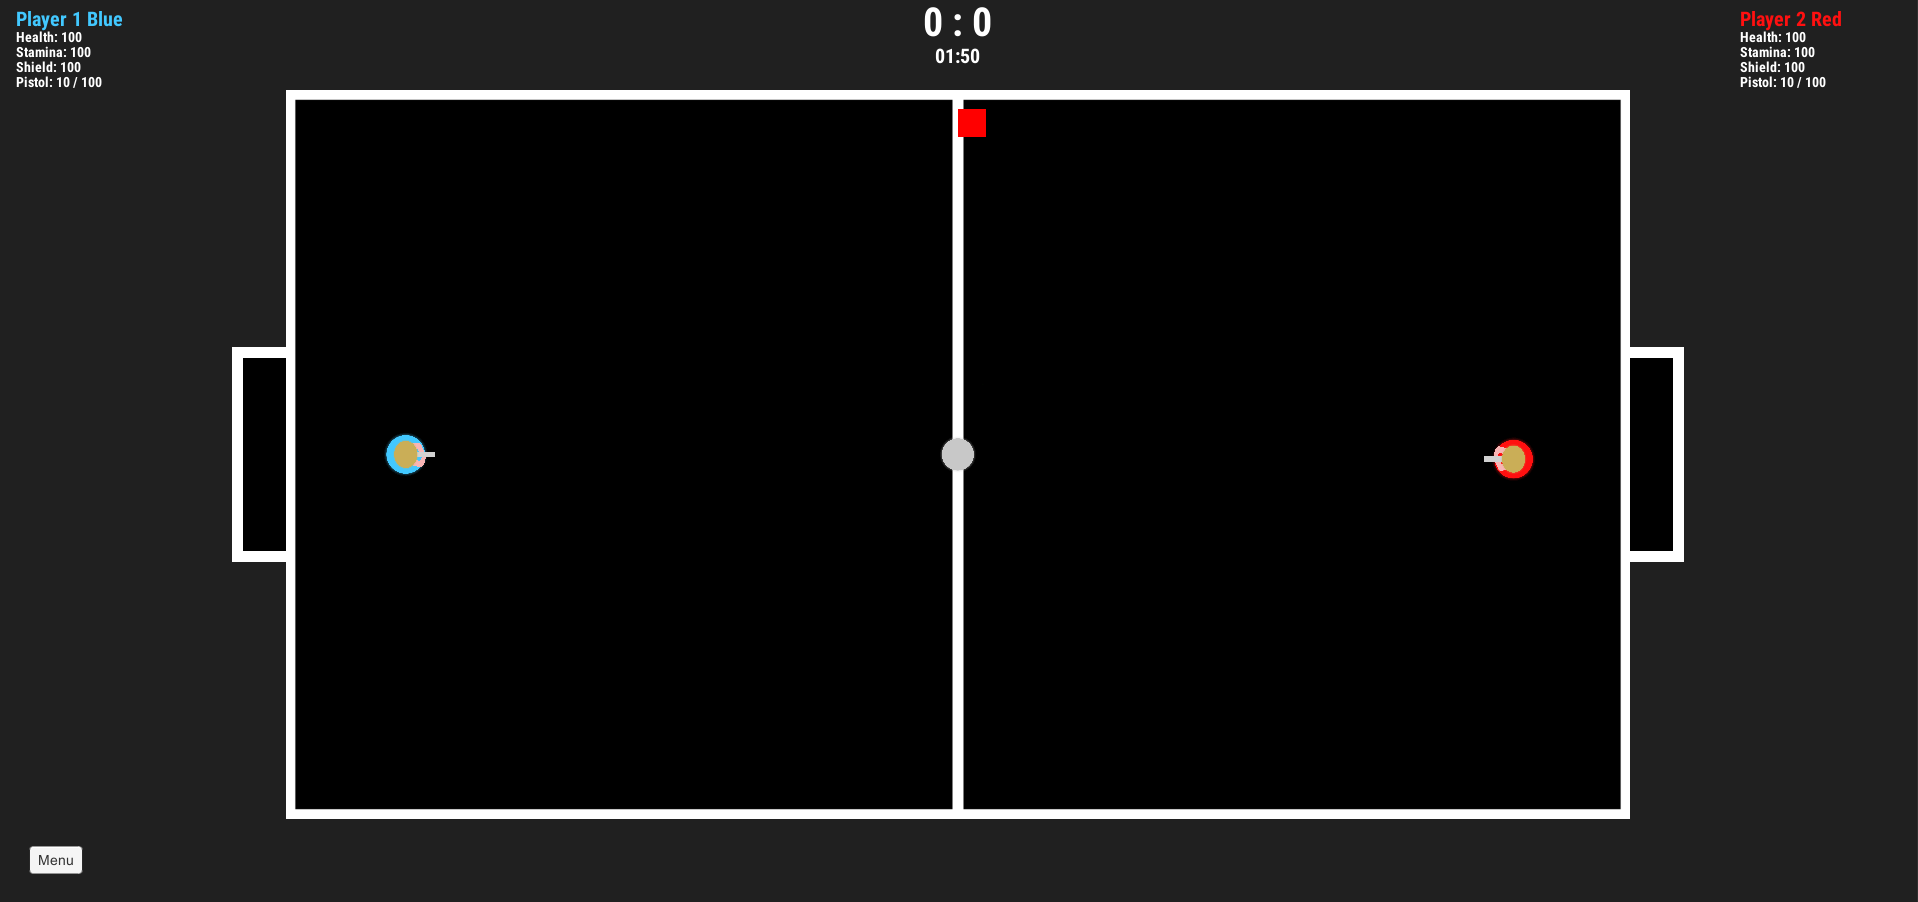 Player 1 Blue
Health: 100
Stamina: 100
Shield: 100
Pistol: 10 / 100
0 : 0
01:50
Player 2 Red
Health: 100
Stamina: 100
Shield: 100
Pistol: 10 / 100
Menu